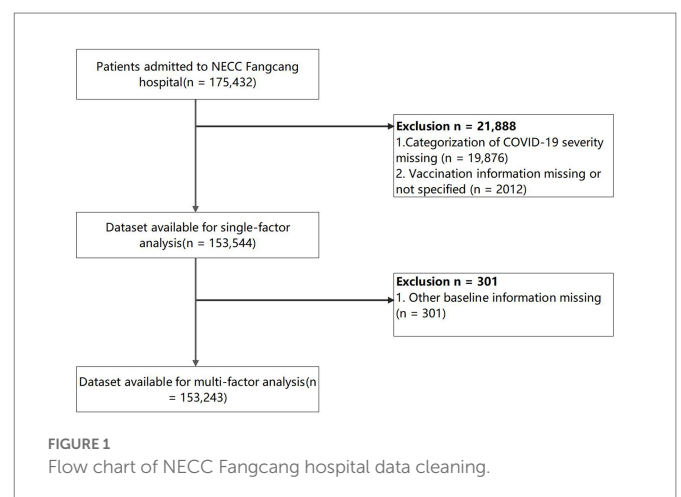 Patients admitted to NECC Fangcang
hospital(n = 175,432)
Exclusion n = 21,888
1.Categorization of COVID-19 severity
missing (n = 19,876)
2. Vaccination information missing or
not specified (n = 2012)
Dataset available for single-factor
analysis(n = 153,544)
Exclusion n = 301
1. Other baseline information missing
(n = 301)
Dataset available for multi-factor analysis(n
= 153,243)
FIGURE 1
Flow chart of NECC Fangcang hospital data cleaning.